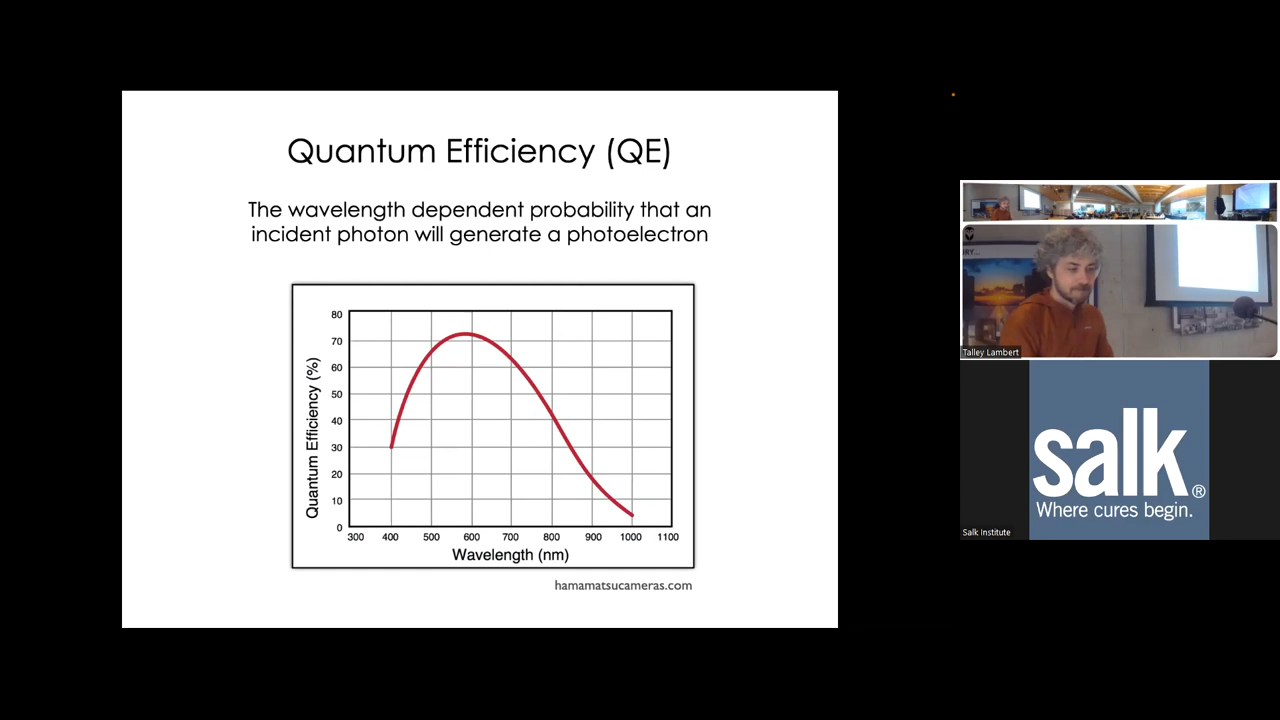 Quantum Efficiency (QE)
The wavelength dependent probability that an
incident photon will generate a photoelectron
80
70
60
50
40
30
20
10
0
Quantum Efficiency (%)
300 400 500 600 700 800 900 1000 1100
Wavelength (nm)
hamamatsucameras.com
Talley Lambert
salk®
Where cures begin.
Salk Institute